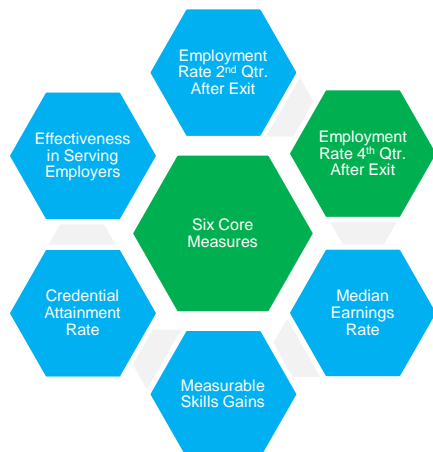 Employment
Rate 2nd Qtr.
After Exit
Employment
Rate 4th Qtr.
After Exit
Effectiveness
in Serving
Employers
Six Core
Measures
Credential
Attainment
Rate
Median
Earnings
Rate
Measurable
Skills Gains